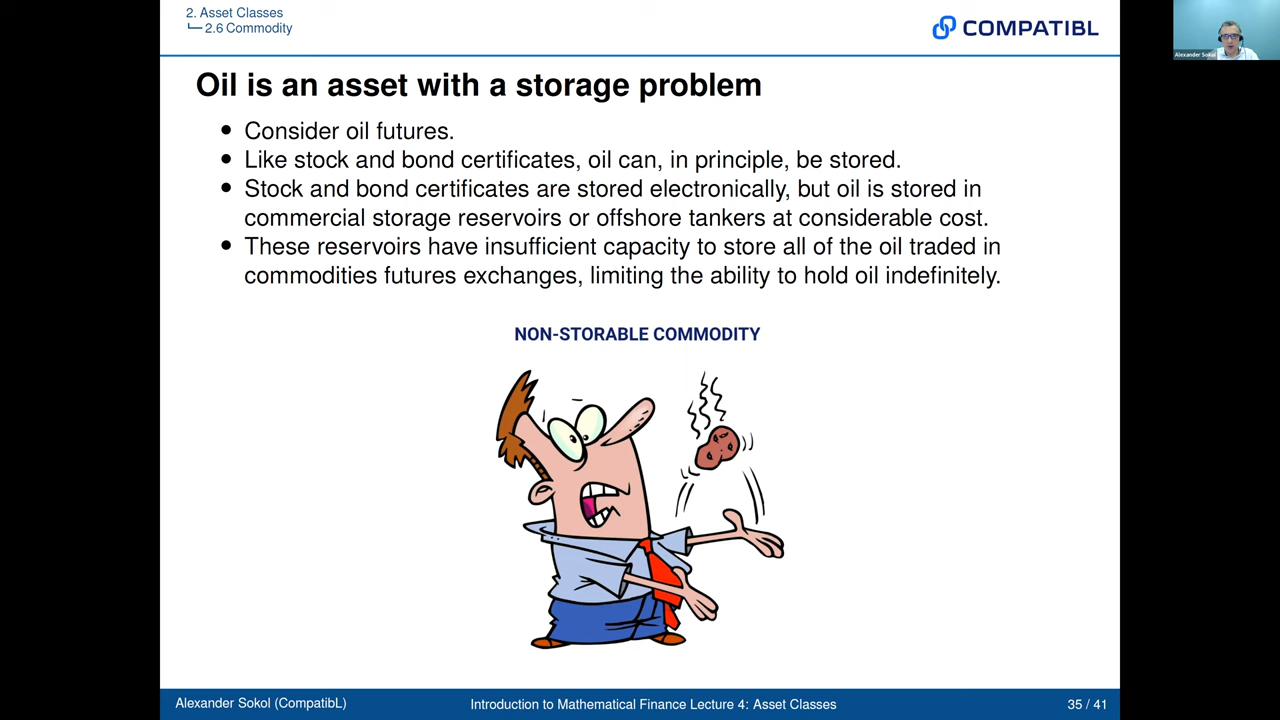 2. Asset Classes
2.6 Commodity
COMPATIBL
Alexander Sokol
Oil is an asset with a storage problem
• Consider oil futures.
• Like stock and bond certificates, oil can, in principle, be stored.
• Stock and bond certificates are stored electronically, but oil is stored in
commercial storage reservoirs or offshore tankers at considerable cost.
• These reservoirs have insufficient capacity to store all of the oil traded in
commodities futures exchanges, limiting the ability to hold oil indefinitely.
NON-STORABLE COMMODITY
Alexander Sokol (CompatibL)
Introduction to Mathematical Finance Lecture 4: Asset Classes
35 / 41